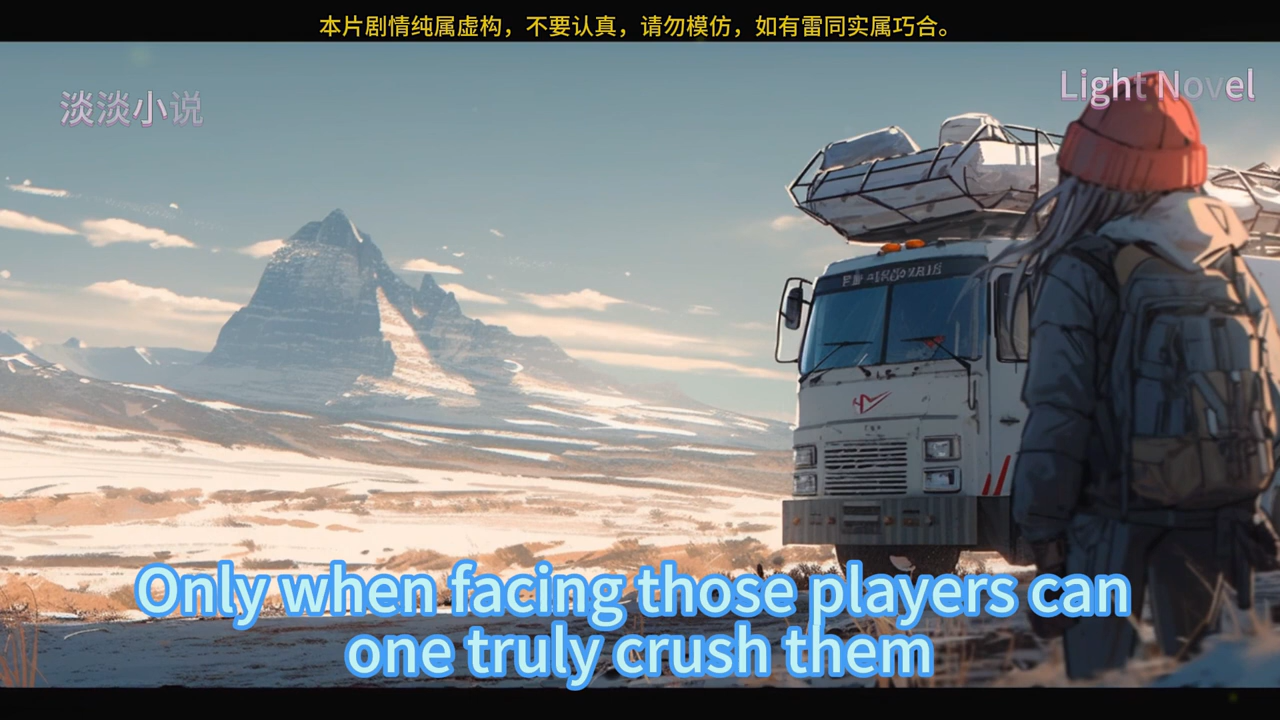 本片剧情纯属虚构，不要认真，请勿模仿，如有雷同实属巧合。
淡淡小说
Light Novel
Only when facing those players can
one truly crush them